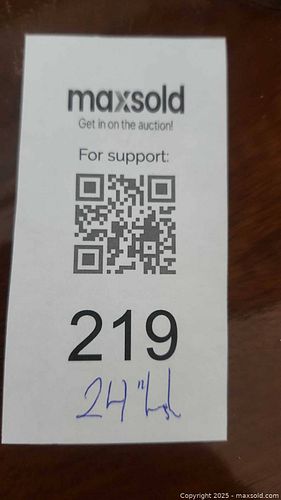 maxsold
Get in on the auction!
For support:
219
24"
Copyright 2025 - maxsold.com